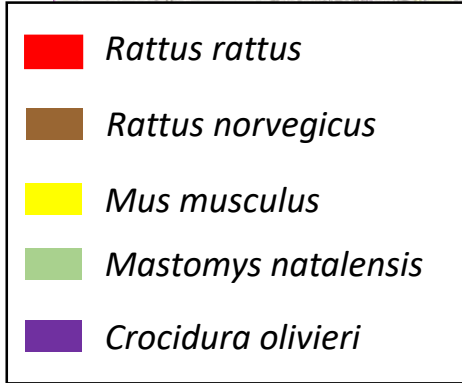 Rattus rattus
Rattus norvegicus
Mus musculus
Mastomys natalensis
Crocidura olivieri